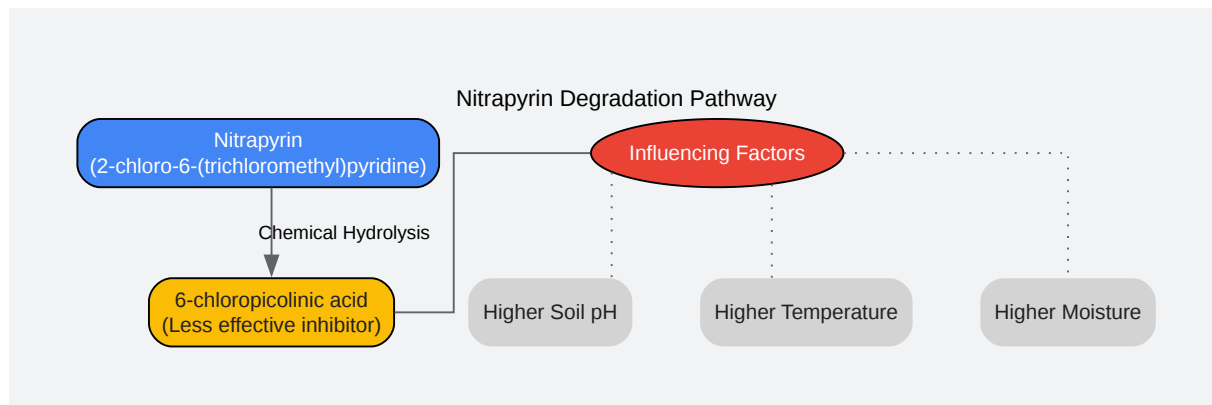 Nitrapyrin Degradation Pathway
Nitrapyrin
(2-chloro-6-(trichloromethyl)pyridine)
Influencing Factors
Chemical Hydrolysis
6-chloropicolinic acid
(Less effective inhibitor)
Higher Soil pH
Higher Temperature
Higher Moisture